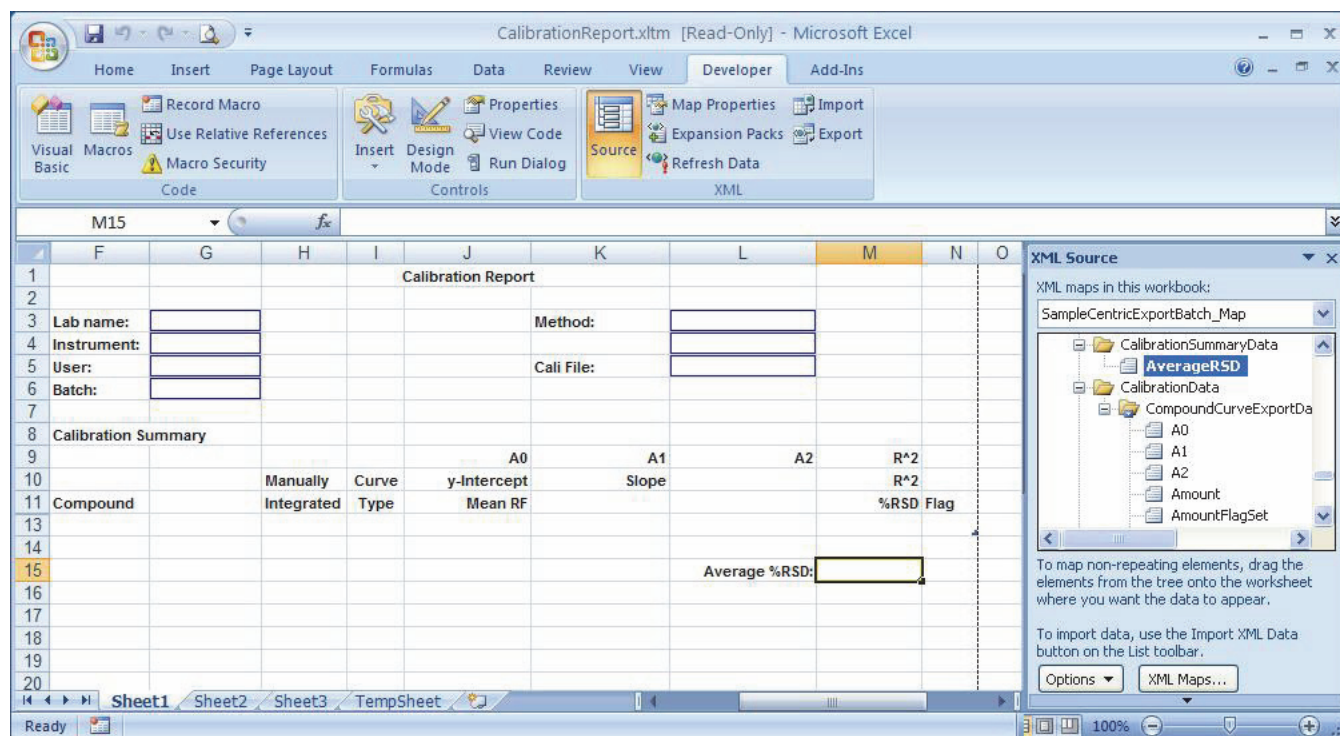 CalibrationReport.xltm [Read-Only] - Microsoft Excel
Home Insert Page Layout Formulas Data Review View Developer Add-Ins
Visual Basic
Macros
Record Macro
Use Relative References
Macro Security
Code
Insert
Design Mode
Properties
View Code
Run Dialog
Controls
Source
Map Properties
Expansion Packs
Refresh Data
Import
Export
XML
M15 fx
F G H I J K L M N O
1 Calibration Report
2
3 Lab name: Method:
4 Instrument:
5 User: Cali File:
6 Batch:
7
8 Calibration Summary
9 A0 A1 A2 R^2
10 Manually Curve y-Intercept Slope R^2
11 Compound Integrated Type Mean RF %RSD Flag
13
14
15 Average %RSD:
16
17
18
19
20
Sheet1 Sheet2 Sheet3 TempSheet
Ready 100%
XML Source
XML maps in this workbook:
SampleCentricExportBatch_Map
CalibrationSummaryData
AverageRSD
CalibrationData
CompoundCurveExportDa
A0
A1
A2
Amount
AmountFlagSet
To map non-repeating elements, drag the
elements from the tree onto the worksheet
where you want the data to appear.
To import data, use the Import XML Data
button on the List toolbar.
Options XML Maps...